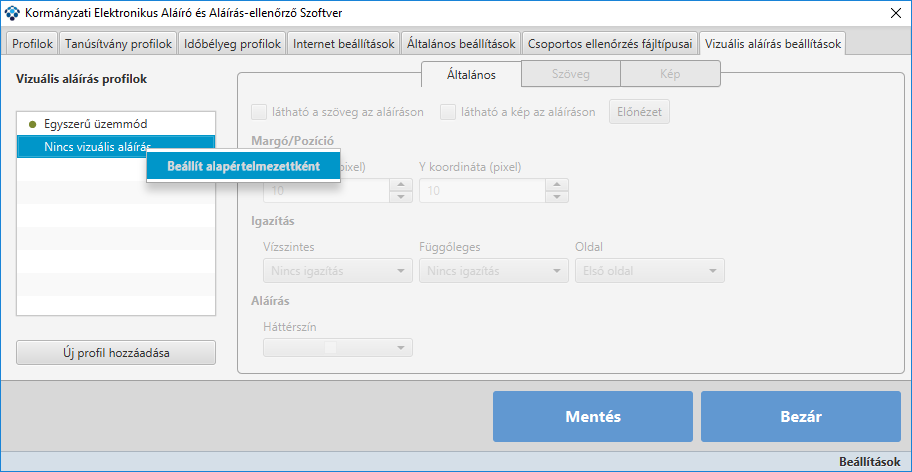 Kormányzati Elektronikus Aláíró és Aláírás-ellenőrző Szoftver
Profilok Tanúsítvány profilok Időbélyeg profilok Internet beállítások Általános beállítások Csoportos ellenőrzés fájltípusai Vizuális aláírás beállítások
Vizuális aláírás profilok
Egyszerű üzemmód
Nincs vizuális aláírás
Beállít alapértelmezettként
Új profil hozzáadása
Általános Szöveg Kép
látható a szöveg az aláíráson látható a kép az aláíráson Előnézet
Margó/Pozíció
(pixel) Y koordináta (pixel)
10 10
Igazítás
Vízszintes Függőleges Oldal
Nincs igazítás Nincs igazítás Első oldal
Aláírás
Háttérszín
Mentés Bezár
Beállítások